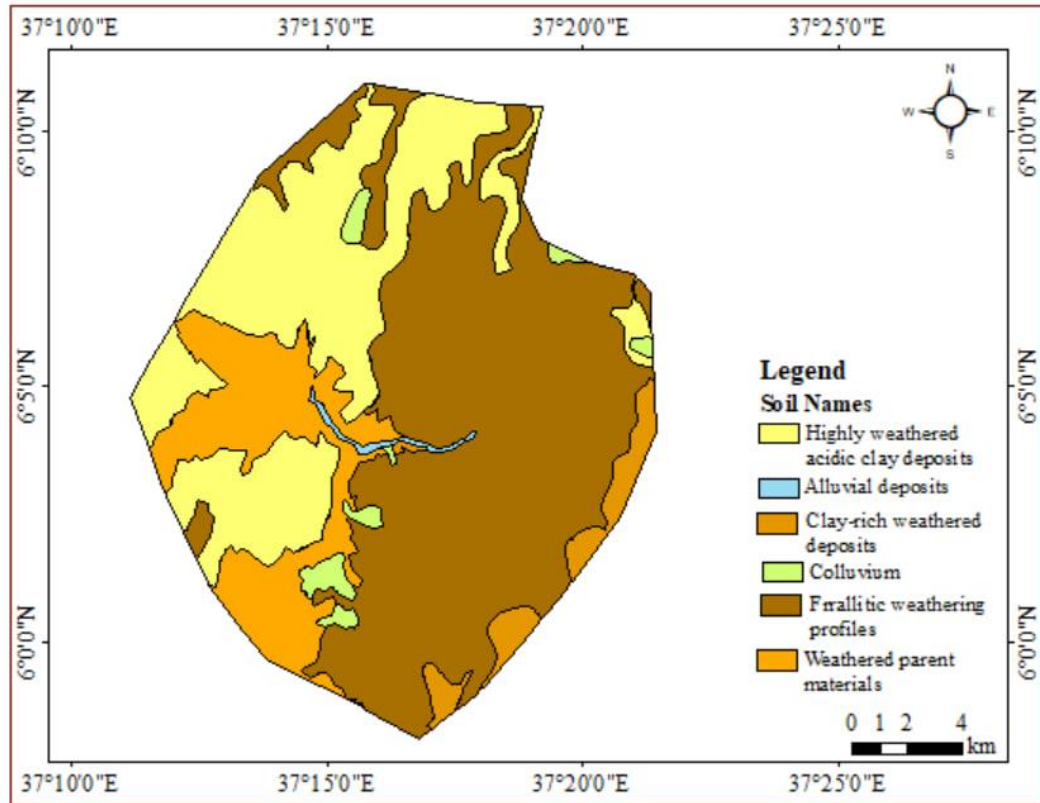 37°10'0"E 37°15'0"E 37°20'0"E 37°25'0"E
N
W E
S
6°10'0"N 6°10'0"N
6°5'0"N 6°5'0"N
6°0'0"N 6°0'0"N
Legend
Soil Names
Highly weathered
acidic clay deposits
Alluvial deposits
Clay-rich weathered
deposits
Colluvium
Frrallitic weathering
profiles
Weathered parent
materials
0 1 2 4
km
37°10'0"E 37°15'0"E 37°20'0"E 37°25'0"E